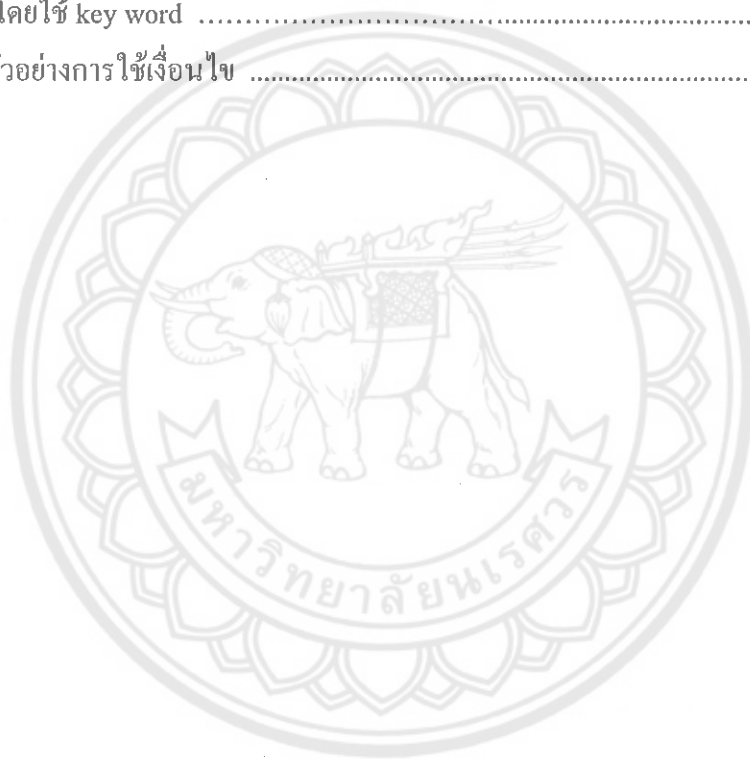 โดยใช้ key word ........................................................
ตัวอย่างการใช้เงื่อนไข ........................................................
มหาวิทยาลัยนเรศวร